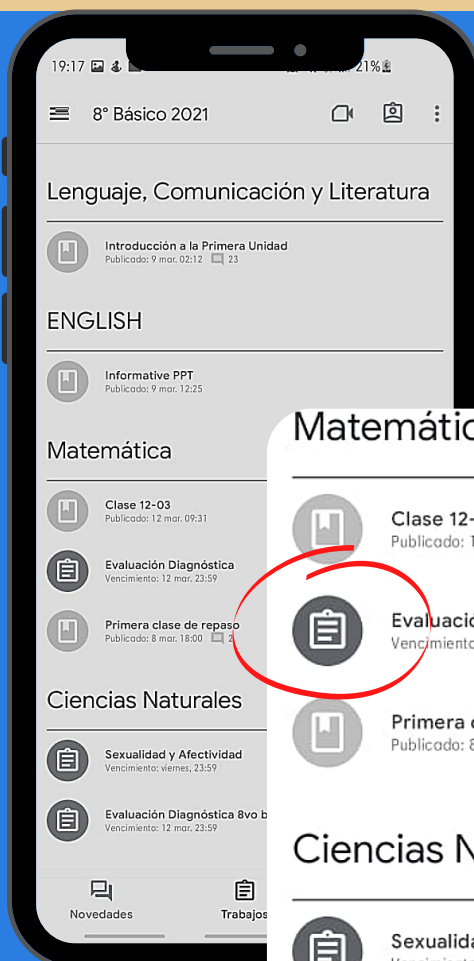 19:17
21%
8° Básico 2021
Lenguaje, Comunicación y Literatura
Introducción a la Primera Unidad
Publicado: 9 mar. 02:12 23
ENGLISH
Informative PPT
Publicado: 9 mar. 12:25
Matemática
Clase 12-03
Publicado: 12 mar. 09:31
Evaluación Diagnóstica
Vencimiento: 12 mar. 23:59
Primera clase de repaso
Publicado: 8 mar. 18:00 2
Ciencias Naturales
Sexualidad y Afectividad
Vencimiento: viernes, 23:59
Evaluación Diagnóstica 8vo b
Vencimiento: 12 mar. 23:59
Novedades
Trabajos
Matemátic
Clase 12-
Publicado: 1
Evaluació
Vencimiento
Primera c
Publicado: 8
Ciencias N
Sexualida